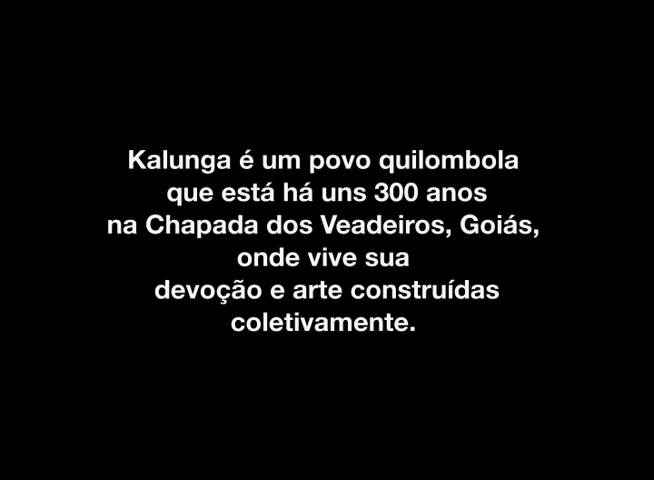 Kalunga é um povo quilombola
que está há uns 300 anos
na Chapada dos Veadeiros, Goiás,
onde vive sua
devoção e arte construídas
coletivamente.